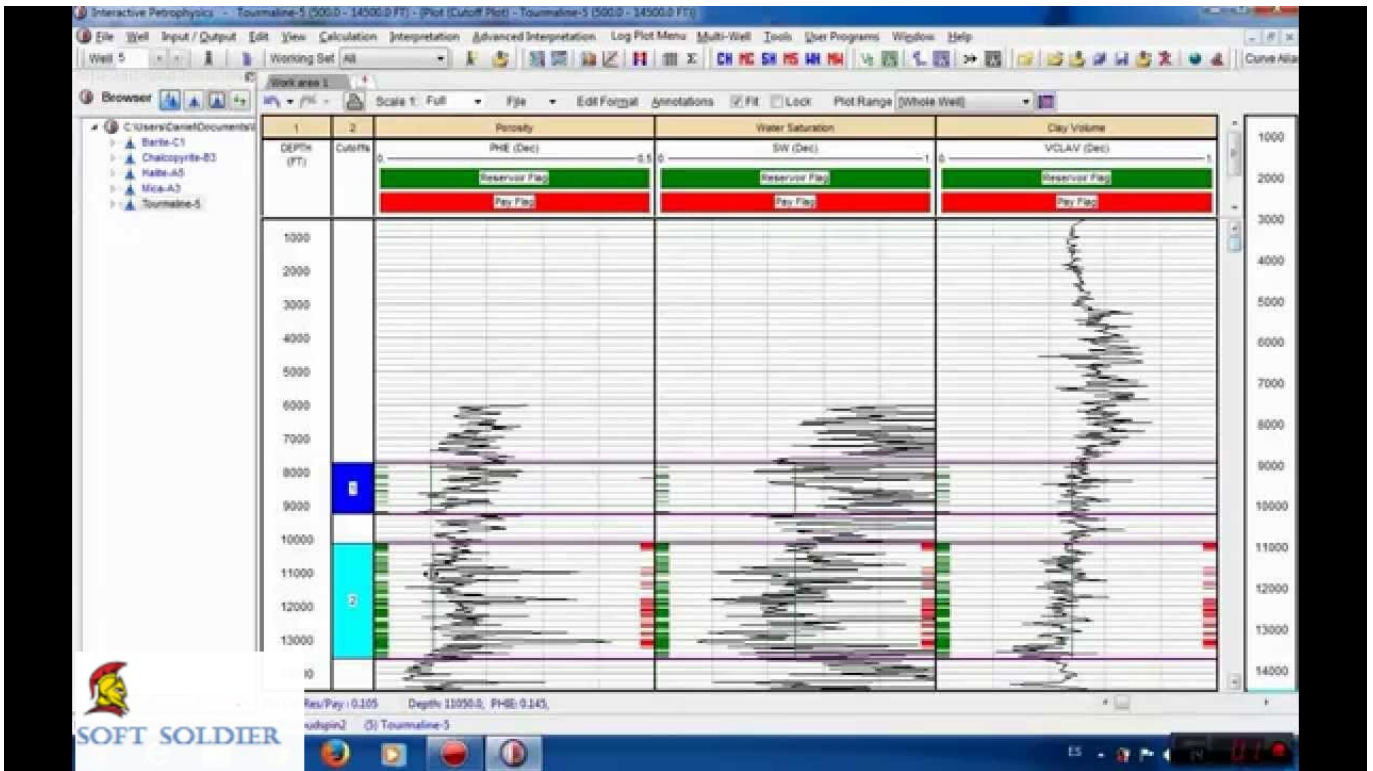 Interactive Petrophysics - Tourmaline-5 (500.0 - 14500.0 FT) - [Plot (Cutoff Plot) - Tourmaline-5 (500.0 - 14500.0 FT)]
File Well Input / Output Edit View Calculation Interpretation Advanced Interpretation Log Plot Menu Multi-Well Tools User Programs Window Help
Well 5 Working Set All CH MC SH MS WH MW Curve Alia
Work area 1
Browser Scale 1: Full File Edit Format Annotations Fit Lock Plot Range [Whole Well]
C:\Users\Daniel\Documents\
Barite-C1
Chalcopyrite-B3
Mica-A3
Tourmaline-5
1 2 Porosity Water Saturation Clay Volume
DEPTH (FT) Cutoffs PHIE (Dec) SW (Dec) VCLAV (Dec)
0. 0.5 0. 1. 0. 1.
Reservoir Flag Reservoir Flag Reservoir Flag
Pay Flag Pay Flag Pay Flag
1000
2000
3000
4000
5000
6000
7000
8000
9000
10000
11000
12000
13000
1
2
1000
2000
3000
4000
5000
6000
7000
8000
9000
10000
11000
12000
13000
14000
Res/Pay : 0.105 Depth: 11050.0, PHIE: 0.145,
oudspin2 (5) Tourmaline-5
SOFT SOLDIER
ES